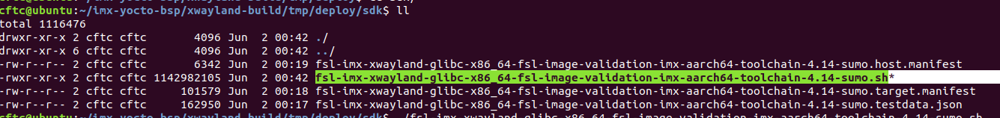 cftc@ubuntu:~/imx-yocto-bsp/xwayland-build/tmp/deploy/sdk$ ll
total 1116476
drwxr-xr-x 2 cftc cftc 4096 Jun 2 00:42 ./
drwxr-xr-x 6 cftc cftc 4096 Jun 2 00:42 ../
-rw-r--r-- 2 cftc cftc 6342 Jun 2 00:19 fsl-imx-xwayland-glibc-x86_64-fsl-image-validation-imx-aarch64-toolchain-4.14-sumo.host.manifest
-rwxr-xr-x 2 cftc cftc 1142982105 Jun 2 00:42 fsl-imx-xwayland-glibc-x86_64-fsl-image-validation-imx-aarch64-toolchain-4.14-sumo.sh*
-rw-r--r-- 2 cftc cftc 101579 Jun 2 00:18 fsl-imx-xwayland-glibc-x86_64-fsl-image-validation-imx-aarch64-toolchain-4.14-sumo.target.manifest
-rw-r--r-- 2 cftc cftc 162950 Jun 2 00:17 fsl-imx-xwayland-glibc-x86_64-fsl-image-validation-imx-aarch64-toolchain-4.14-sumo.testdata.json
cftc@ubuntu:~/imx-yocto-bsp/xwayland-build/tmp/deploy/sdk$ ./fsl-imx-xwayland-glibc-x86_64-fsl-image-validation-imx-aarch64-toolchain-4.14-sumo.sh